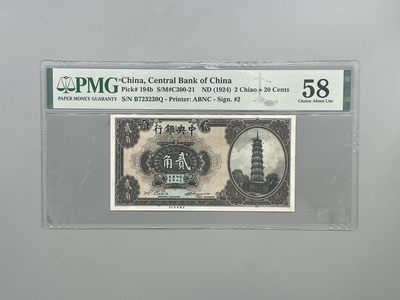 PMG
PAPER MONEY GUARANTY
China, Central Bank of China
Pick# 194b S/M#C300-21 ND (1924) 2 Chiao = 20 Cents
S/N B723230Q - Printer: ABNC - Sign. #2
58
Choice About Unc
行銀央中
貳角